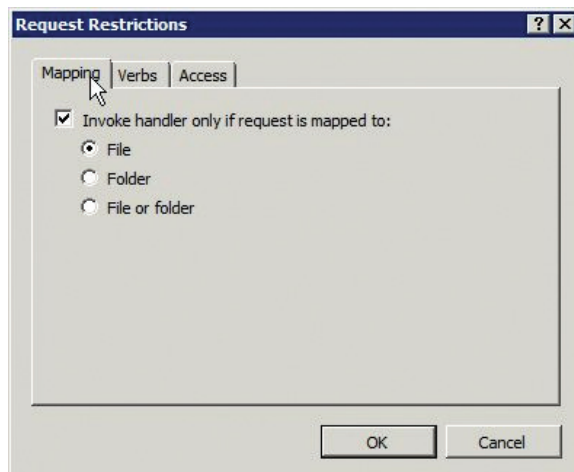 Request Restrictions
Mapping Verbs Access
Invoke handler only if request is mapped to:
File
Folder
File or folder
OK Cancel